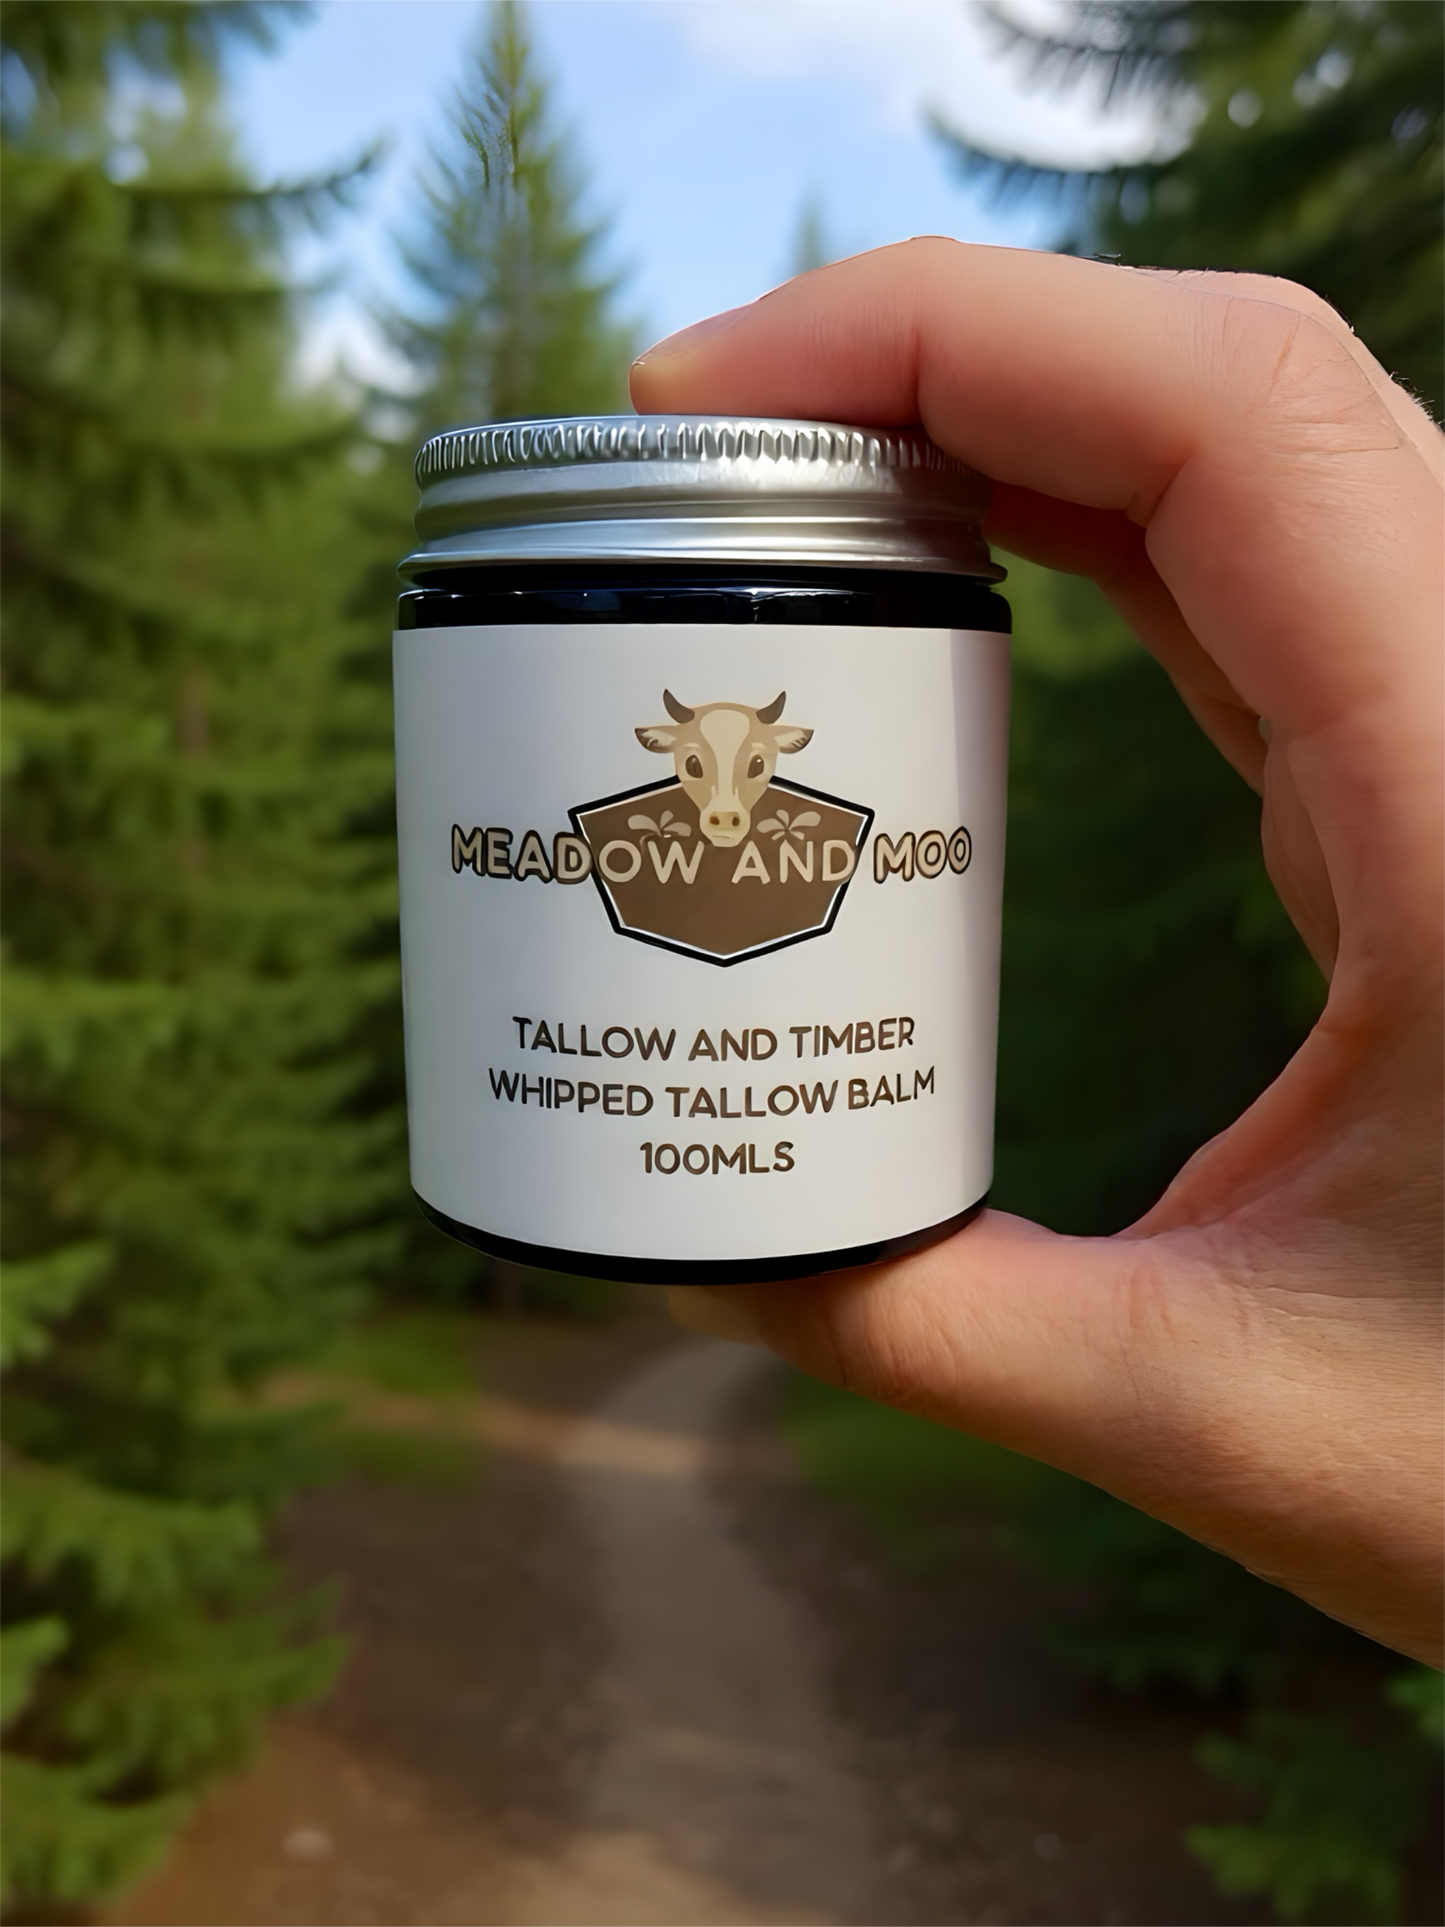 MEADOW AND MOO
TALLOW AND TIMBER
WHIPPED TALLOW BALM
100MLS